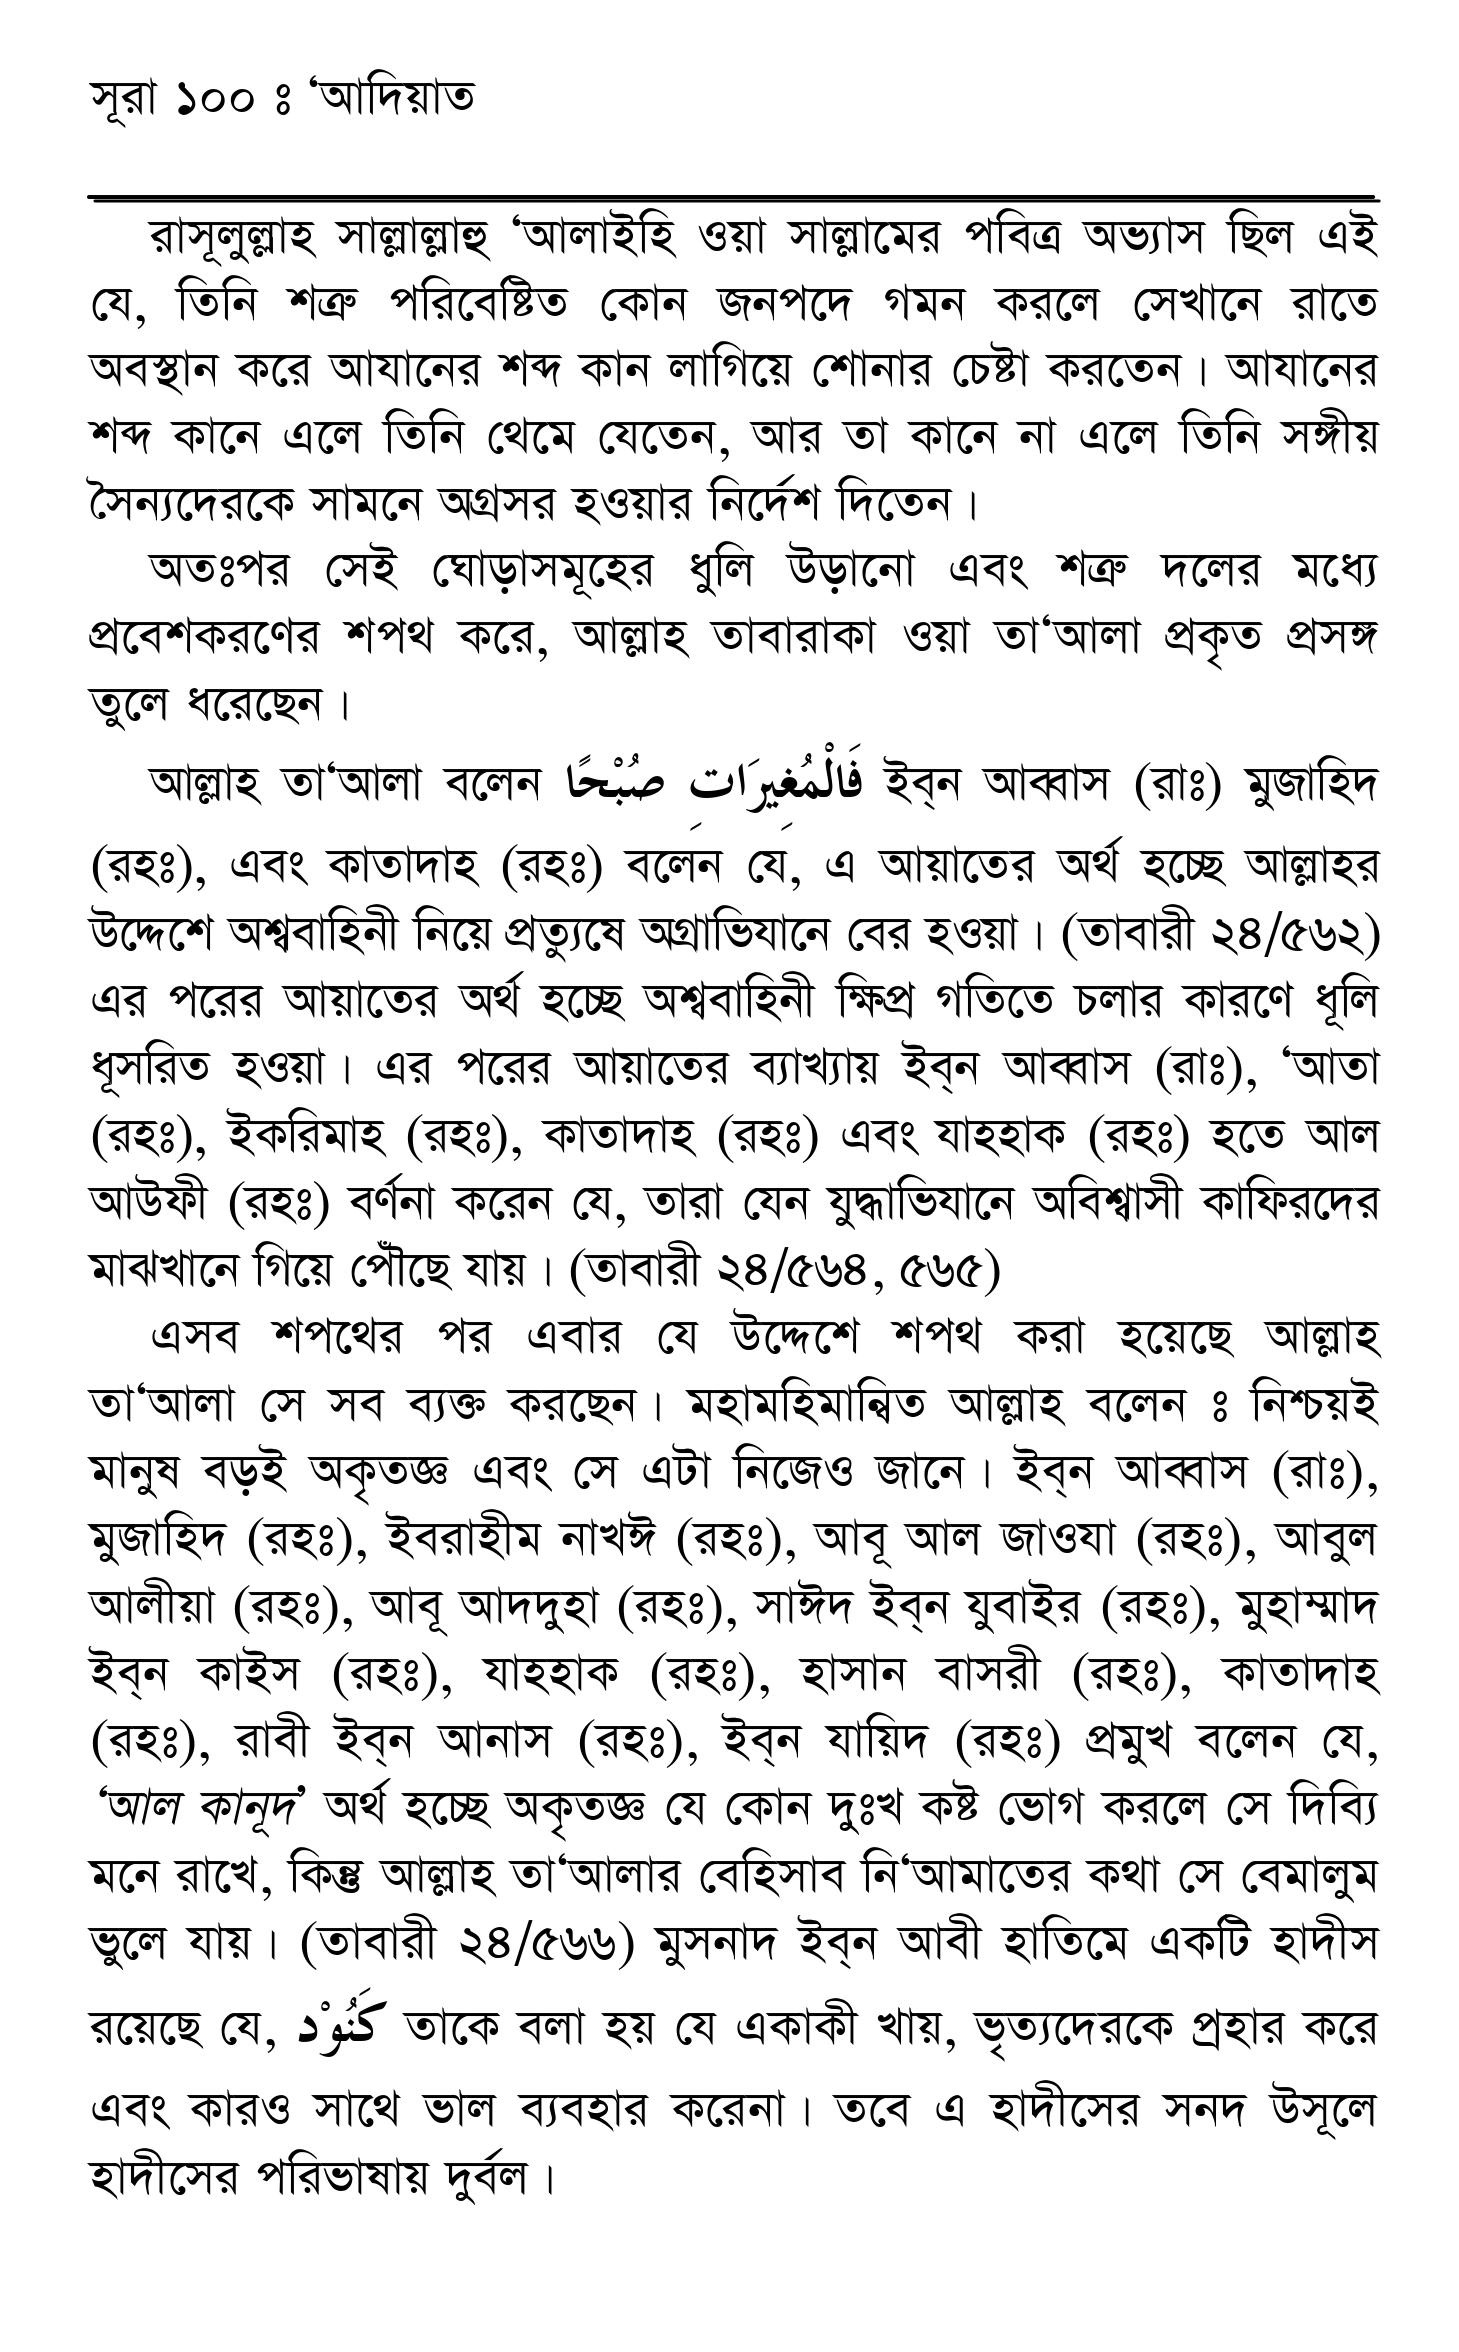 সূরা ১০০ ঃ ‘আদিয়াত
রাসূলুল্লাহ সাল্লাল্লাহু ‘আলাইহি ওয়া সাল্লামের পবিত্র অভ্যাস ছিল এই
যে, তিনি শত্রু পরিবেষ্টিত কোন জনপদে গমন করলে সেখানে রাতে
অবস্থান করে আযানের শব্দ কান লাগিয়ে শোনার চেষ্টা করতেন। আযানের
শব্দ কানে এলে তিনি থেমে যেতেন, আর তা কানে না এলে তিনি সঙ্গীয়
সৈন্যদেরকে সামনে অগ্রসর হওয়ার নির্দেশ দিতেন।
অতঃপর সেই ঘোড়াসমূহের ধুলি উড়ানো এবং শত্রু দলের মধ্যে
প্রবেশকরণের শপথ করে, আল্লাহ তাবারাকা ওয়া তা‘আলা প্রকৃত প্রসঙ্গ
তুলে ধরেছেন।
আল্লাহ তা‘আলা বলেন فَالْمُغِيرَاتِ صُبْحًا ইব্‌ন আব্বাস (রাঃ) মুজাহিদ
(রহঃ), এবং কাতাদাহ (রহঃ) বলেন যে, এ আয়াতের অর্থ হচ্ছে আল্লাহর
উদ্দেশে অশ্ববাহিনী নিয়ে প্রত্যুষে অগ্রাভিযানে বের হওয়া। (তাবারী ২৪/৫৬২)
এর পরের আয়াতের অর্থ হচ্ছে অশ্ববাহিনী ক্ষিপ্র গতিতে চলার কারণে ধূলি
ধূসরিত হওয়া। এর পরের আয়াতের ব্যাখ্যায় ইব্‌ন আব্বাস (রাঃ), ‘আতা
(রহঃ), ইকরিমাহ (রহঃ), কাতাদাহ (রহঃ) এবং যাহহাক (রহঃ) হতে আল
আউফী (রহঃ) বর্ণনা করেন যে, তারা যেন যুদ্ধাভিযানে অবিশ্বাসী কাফিরদের
মাঝখানে গিয়ে পৌঁছে যায়। (তাবারী ২৪/৫৬৪, ৫৬৫)
এসব শপথের পর এবার যে উদ্দেশে শপথ করা হয়েছে আল্লাহ
তা‘আলা সে সব ব্যক্ত করছেন। মহামহিমান্বিত আল্লাহ বলেন ঃ নিশ্চয়ই
মানুষ বড়ই অকৃতজ্ঞ এবং সে এটা নিজেও জানে। ইব্‌ন আব্বাস (রাঃ),
মুজাহিদ (রহঃ), ইবরাহীম নাখঈ (রহঃ), আবূ আল জাওযা (রহঃ), আবুল
আলীয়া (রহঃ), আবূ আদদুহা (রহঃ), সাঈদ ইব্‌ন যুবাইর (রহঃ), মুহাম্মাদ
ইব্‌ন কাইস (রহঃ), যাহহাক (রহঃ), হাসান বাসরী (রহঃ), কাতাদাহ
(রহঃ), রাবী ইব্‌ন আনাস (রহঃ), ইব্‌ন যায়িদ (রহঃ) প্রমুখ বলেন যে,
‘আল কানূদ’ অর্থ হচ্ছে অকৃতজ্ঞ যে কোন দুঃখ কষ্ট ভোগ করলে সে দিব্যি
মনে রাখে, কিন্তু আল্লাহ তা‘আলার বেহিসাব নি‘আমাতের কথা সে বেমালুম
ভুলে যায়। (তাবারী ২৪/৫৬৬) মুসনাদ ইব্‌ন আবী হাতিমে একটি হাদীস
রয়েছে যে, كَنُوْد তাকে বলা হয় যে একাকী খায়, ভৃত্যদেরকে প্রহার করে
এবং কারও সাথে ভাল ব্যবহার করেনা। তবে এ হাদীসের সনদ উসূলে
হাদীসের পরিভাষায় দুর্বল।